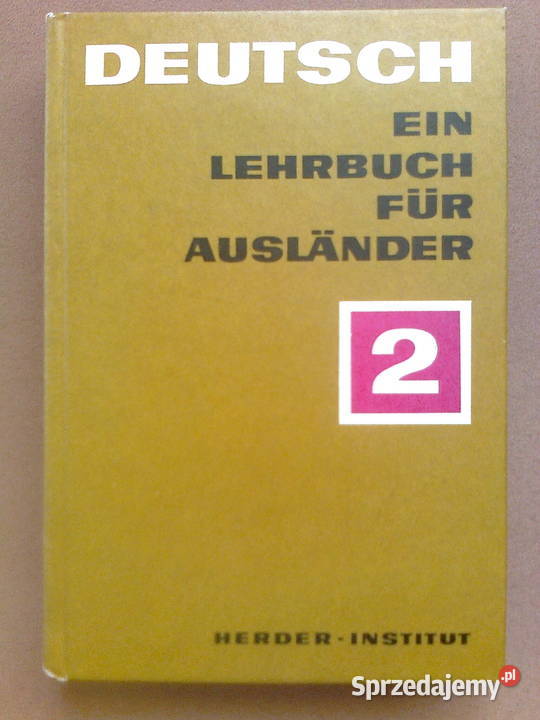 DEUTSCH
EIN
LEHRBUCH
FÜR
AUSLÄNDER
2
HERDER-INSTITUT
Sprzedajemy.pl